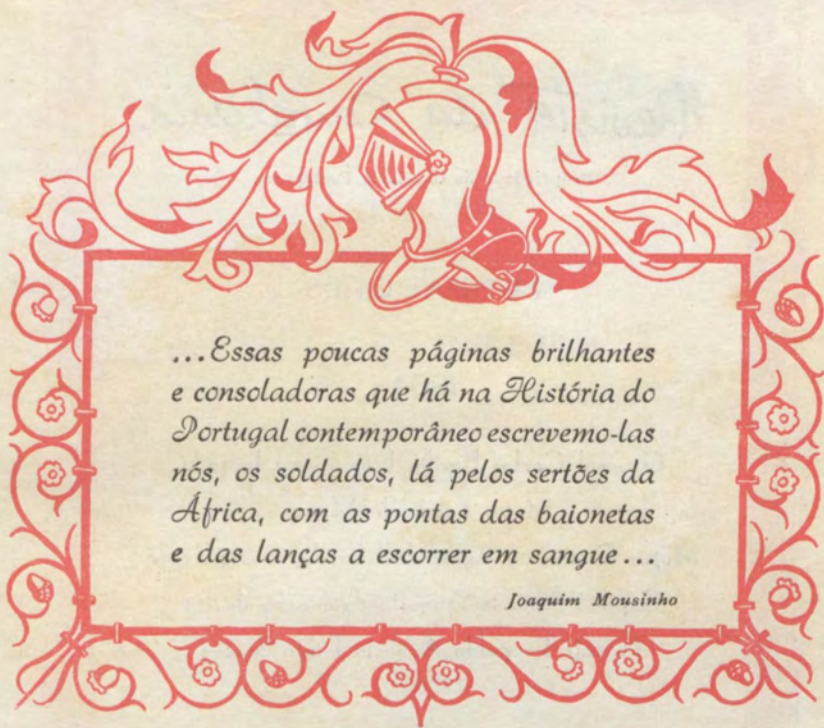 ...Essas poucas páginas brilhantes
e consoladoras que há na História do
Portugal contemporâneo escrevemo-las
nós, os soldados, lá pelos sertões da
África, com as pontas das baionetas
e das lanças a escorrer em sangue...
Joaquim Mousinho